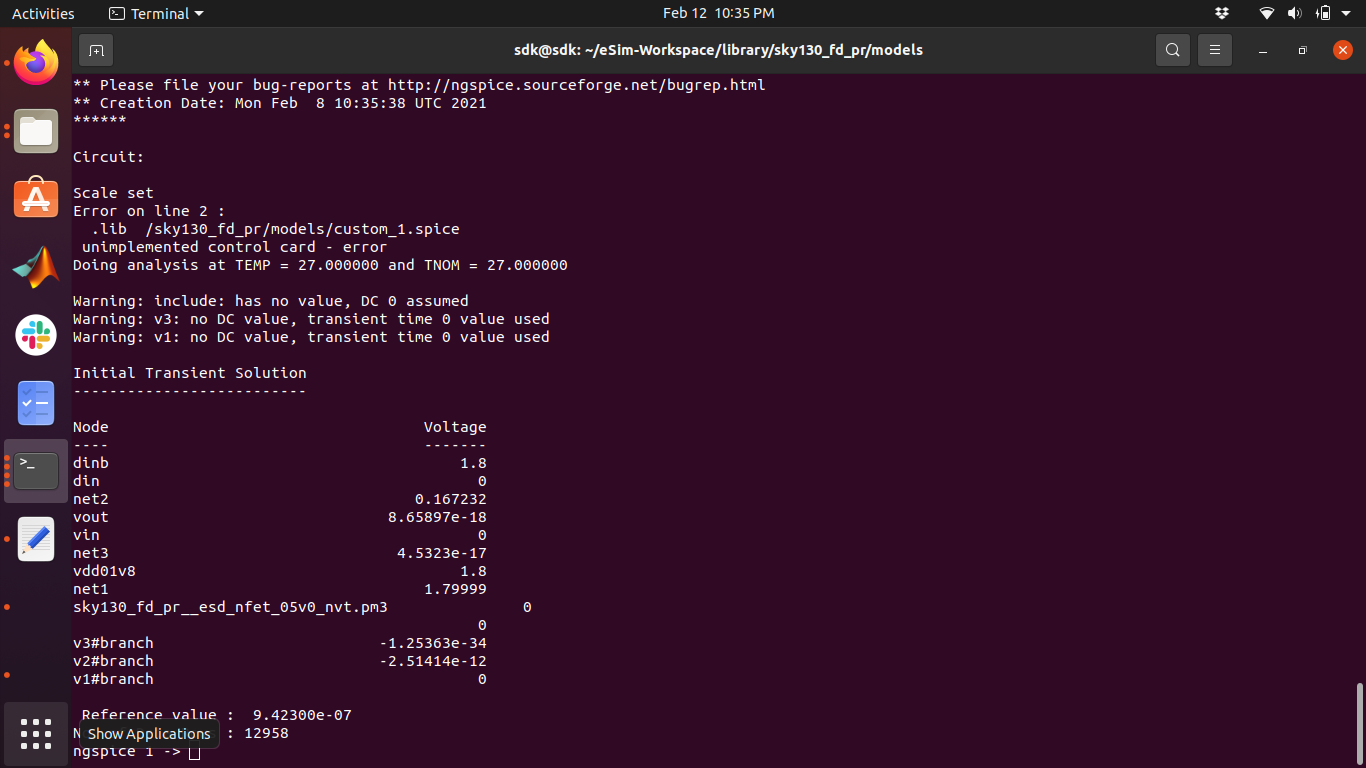 Activities
Terminal
Feb 12 10:35 PM
sdk@sdk: ~/eSim-Workspace/library/sky130_fd_pr/models
** Please file your bug-reports at http://ngspice.sourceforge.net/bugrep.html
** Creation Date: Mon Feb  8 10:35:38 UTC 2021
******
Circuit:
Scale set
Error on line 2 :
.lib  /sky130_fd_pr/models/custom_1.spice
unimplemented control card - error
Doing analysis at TEMP = 27.000000 and TNOM = 27.000000
Warning: include: has no value, DC 0 assumed
Warning: v3: no DC value, transient time 0 value used
Warning: v1: no DC value, transient time 0 value used
Initial Transient Solution
--------------------------
Node Voltage
---- -------
dinb 1.8
din 0
net2 0.167232
vout 8.65897e-18
vin 0
net3 4.5323e-17
vdd01v8 1.8
net1 1.79999
sky130_fd_pr__esd_nfet_05v0_nvt.pm3 0
0
v3#branch -1.25363e-34
v2#branch -2.51414e-12
v1#branch 0
Reference value :  9.42300e-07
N : 12958
Show Applications
ngspice 1 ->